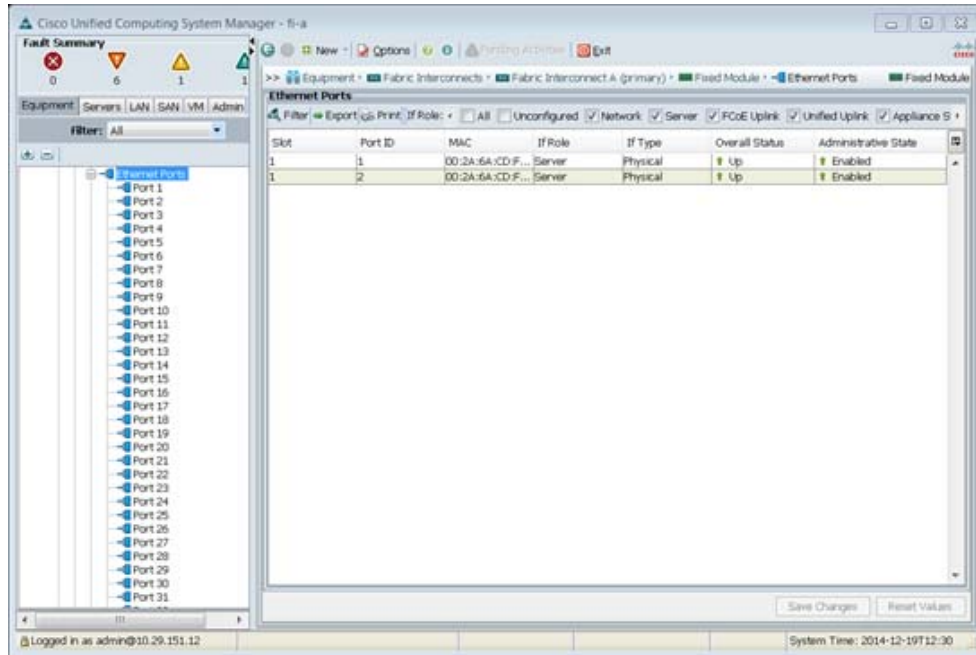 Cisco Unified Computing System Manager - fi-a
Fault Summary
0 6 1 1
New Options Pending Activities Exit
>> Equipment Fabric Interconnects Fabric Interconnect A (primary) Fixed Module Ethernet Ports Fixed Module
Equipment Servers LAN SAN VM Admin
Filter: All
Ethernet Ports
Filter Export Print If Role: All Unconfigured Network Server FCoE Uplink Unified Uplink Appliance S
Slot Port ID MAC If Role If Type Overall Status Administrative State
1 1 00:2A:6A:CD:F... Server Physical Up Enabled
1 2 00:2A:6A:CD:F... Server Physical Up Enabled
Ethernet Ports
Port 1
Port 2
Port 3
Port 4
Port 5
Port 6
Port 7
Port 8
Port 9
Port 10
Port 11
Port 12
Port 13
Port 14
Port 15
Port 16
Port 17
Port 18
Port 19
Port 20
Port 21
Port 22
Port 23
Port 24
Port 25
Port 26
Port 27
Port 28
Port 29
Port 30
Port 31
Save Changes Reset Values
Logged in as admin@10.29.151.12
System Time: 2014-12-19T12:30